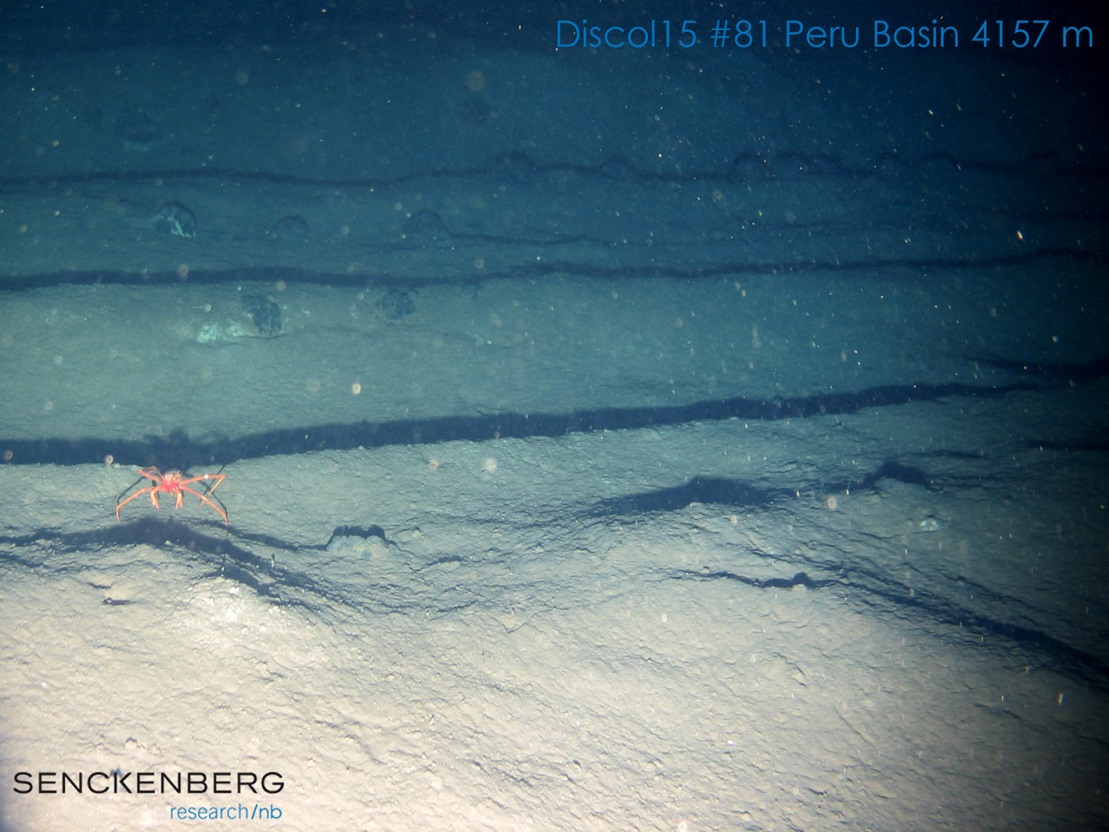 Discol15 #81 Peru Basin 4157 m
SENCKENBERG
research/nb